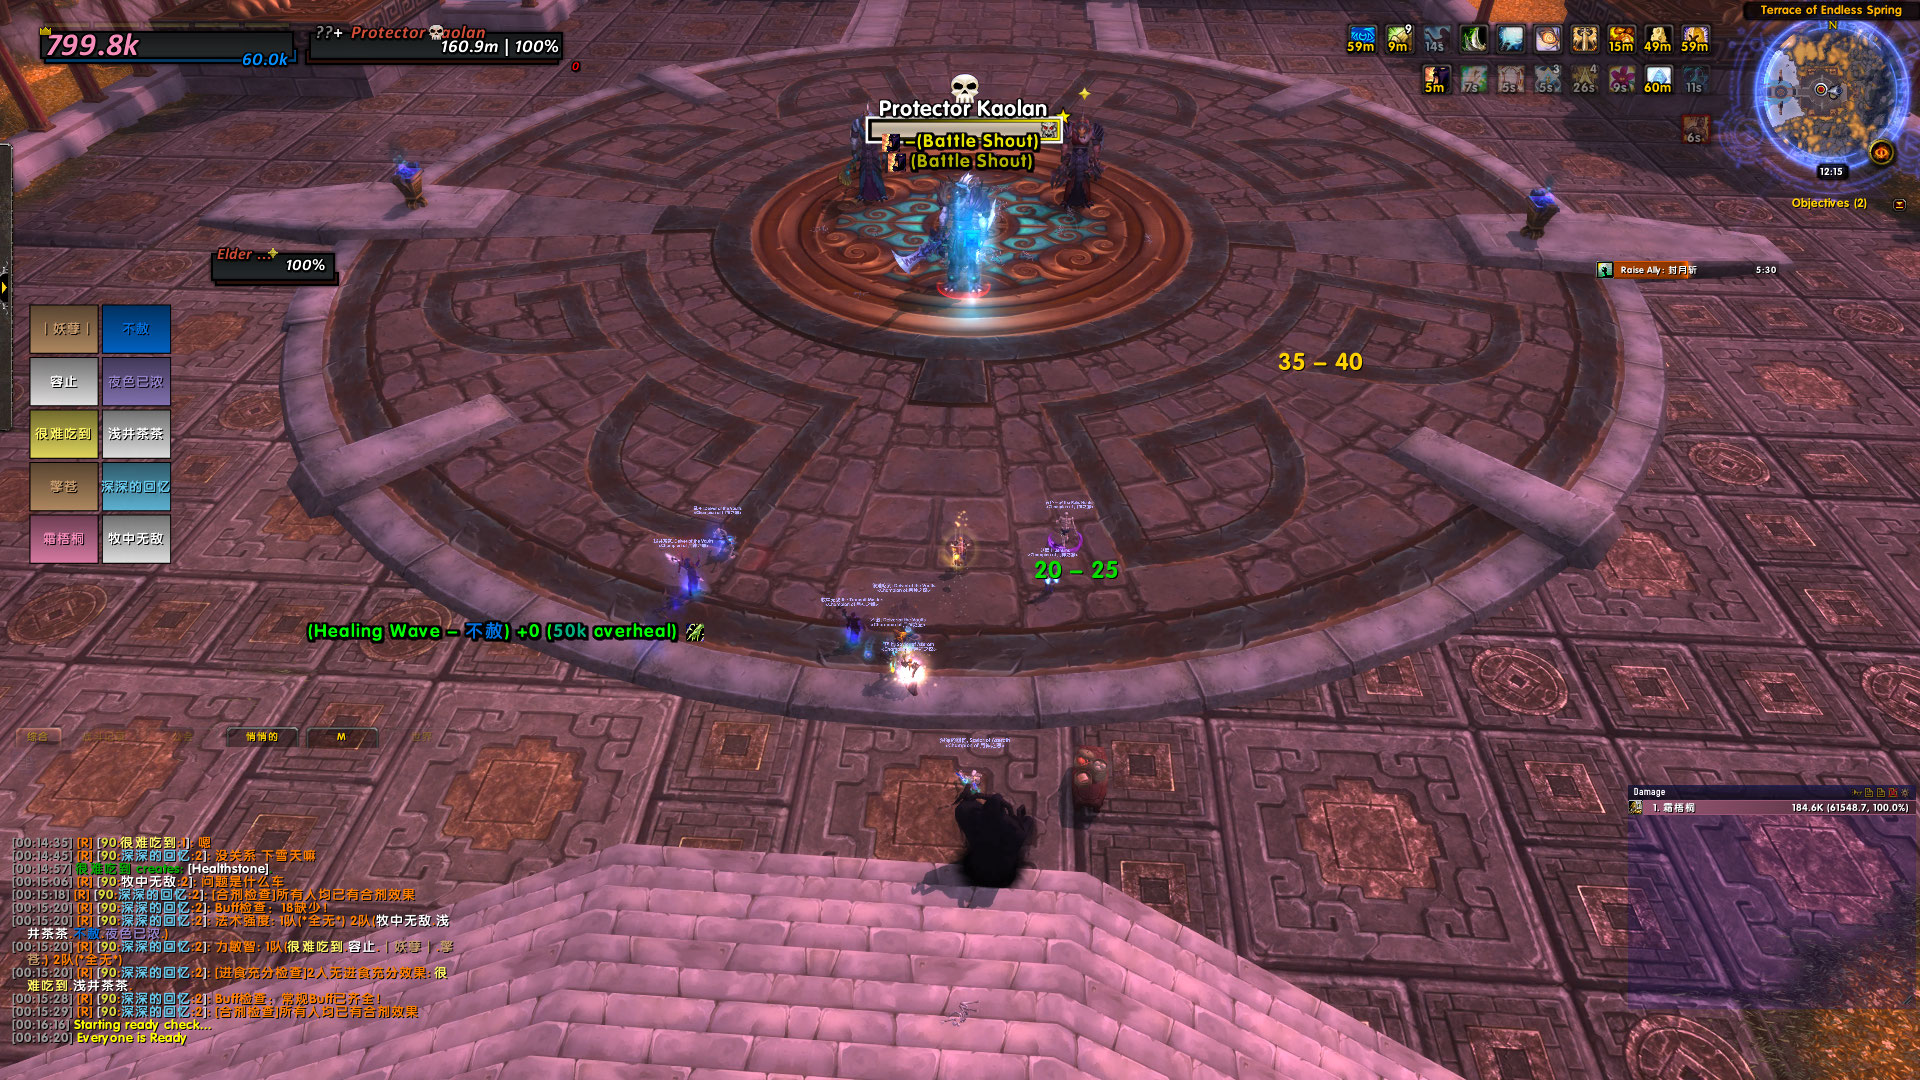 Terrace of Endless Spring
799.8k
60.0k
??+ Protector Kaolan
160.9m | 100%
0
59m 9m 14s 15m 49m 59m
5m 7s 5s 5s 26s 9s 60m 11s
9
3
4
6s
N
12:15
Objectives (2)
Protector Kaolan
–(Battle Shout)
(Battle Shout)
Elder ...
100%
Raise Ally: 封月斩
5:30
35 – 40
20 – 25
丨妖孽丨
不赦
容止
夜色已浓
很难吃到
浅井茶茶
擎苍
深深的回忆
霜梧桐
牧中无敌
(Healing Wave – 不赦) +0 (50k overheal)
综合
悄悄的
M
Damage
1. 霜梧桐
184.6K (61548.7, 100.0%)
[00:14:35] [R] [90:很难吃到:1]: 嗯
[00:14:45] [R] [90:深深的回忆:2]: 没关系 下雪天嘛
[00:14:57] 很难吃到 creates: [Healthstone].
[00:15:06] [R] [90:牧中无敌:2]: 问题是什么车
[00:15:18] [R] [90:深深的回忆:2]: [合剂检查]所有人均已有合剂效果
[00:15:20] [R] [90:深深的回忆:2]: Buff检查：18缺少!
[00:15:20] [R] [90:深深的回忆:2]: 法术强度: 1队(*全无*) 2队(牧中无敌 浅
井茶茶 不赦 夜色已浓.)
[00:15:20] [R] [90:深深的回忆:2]: 力敏智: 1队(很难吃到 容止 丨妖孽丨 擎
苍.) 2队(*全无*)
[00:15:20] [R] [90:深深的回忆:2]: [进食充分检查]2人无进食充分效果: 很
难吃到 浅井茶茶
[00:15:28] [R] [90:深深的回忆:2]: Buff检查：常规Buff已齐全！
[00:15:29] [R] [90:深深的回忆:2]: [合剂检查]所有人均已有合剂效果
[00:16:16] Starting ready check...
[00:16:20] Everyone is Ready